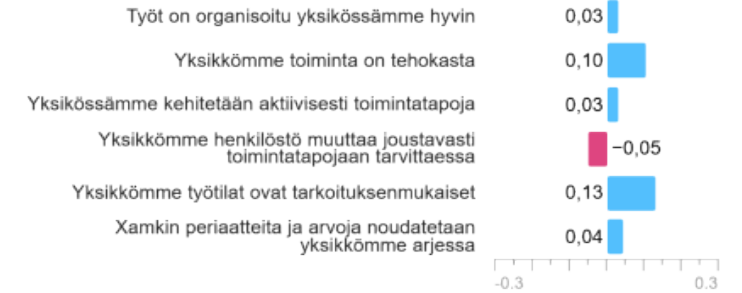 Työt on organisoitu yksikössämme hyvin 0,03
Yksikkömme toiminta on tehokasta 0,10
Yksikössämme kehitetään aktiivisesti toimintatapoja 0,03
Yksikkömme henkilöstö muuttaa joustavasti
toimintatapojaan tarvittaessa −0,05
Yksikkömme työtilat ovat tarkoituksenmukaiset 0,13
Xamkin periaatteita ja arvoja noudatetaan
yksikkömme arjessa 0,04
-0.3 0.3